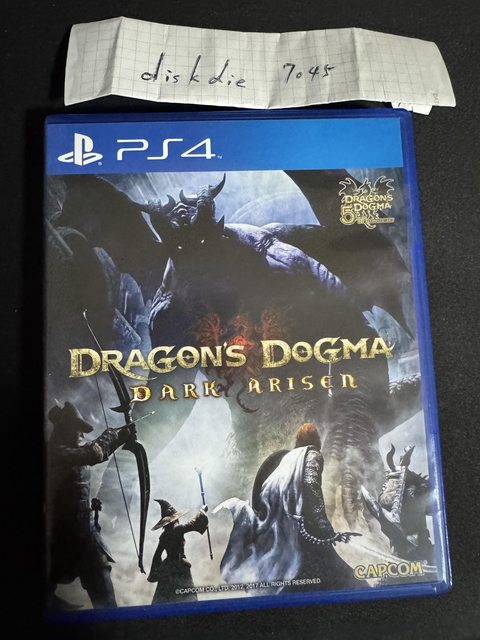 diskdie 7045
PS4
DRAGON'S DOGMA
5th
DRAGON'S DOGMA
DARK ARISEN
©CAPCOM CO., LTD. 2012, 2017 ALL RIGHTS RESERVED.
CAPCOM